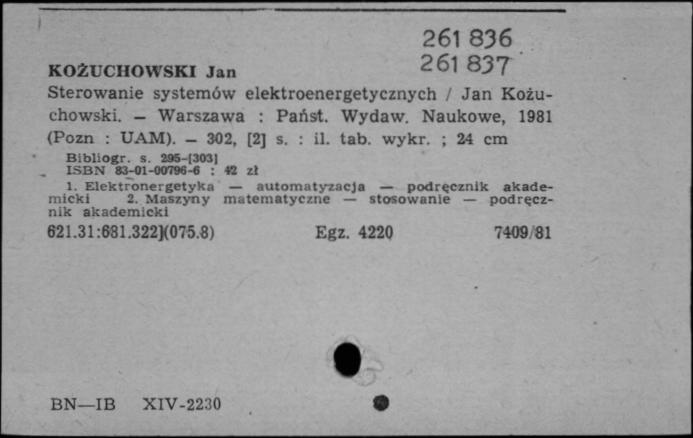 261 836
261 837
KOŻUCHOWSKI Jan
Sterowanie systemów elektroenergetycznych / Jan Kożu-
chowski. — Warszawa : Państ. Wydaw. Naukowe, 1981
(Pozn : UAM). — 302, [2] s. : il. tab. wykr. ; 24 cm
Bibliogr. s. 295-[303]
ISBN 83-01-00796-6 : 42 zł
1. Elektronergetyka — automatyzacja — podręcznik akade-
micki 2. Maszyny matematyczne — stosowanie — podręcz-
nik akademicki
621.31:681.322](075.8) Egz. 4220 7409/81
BN—IB XIV-2230